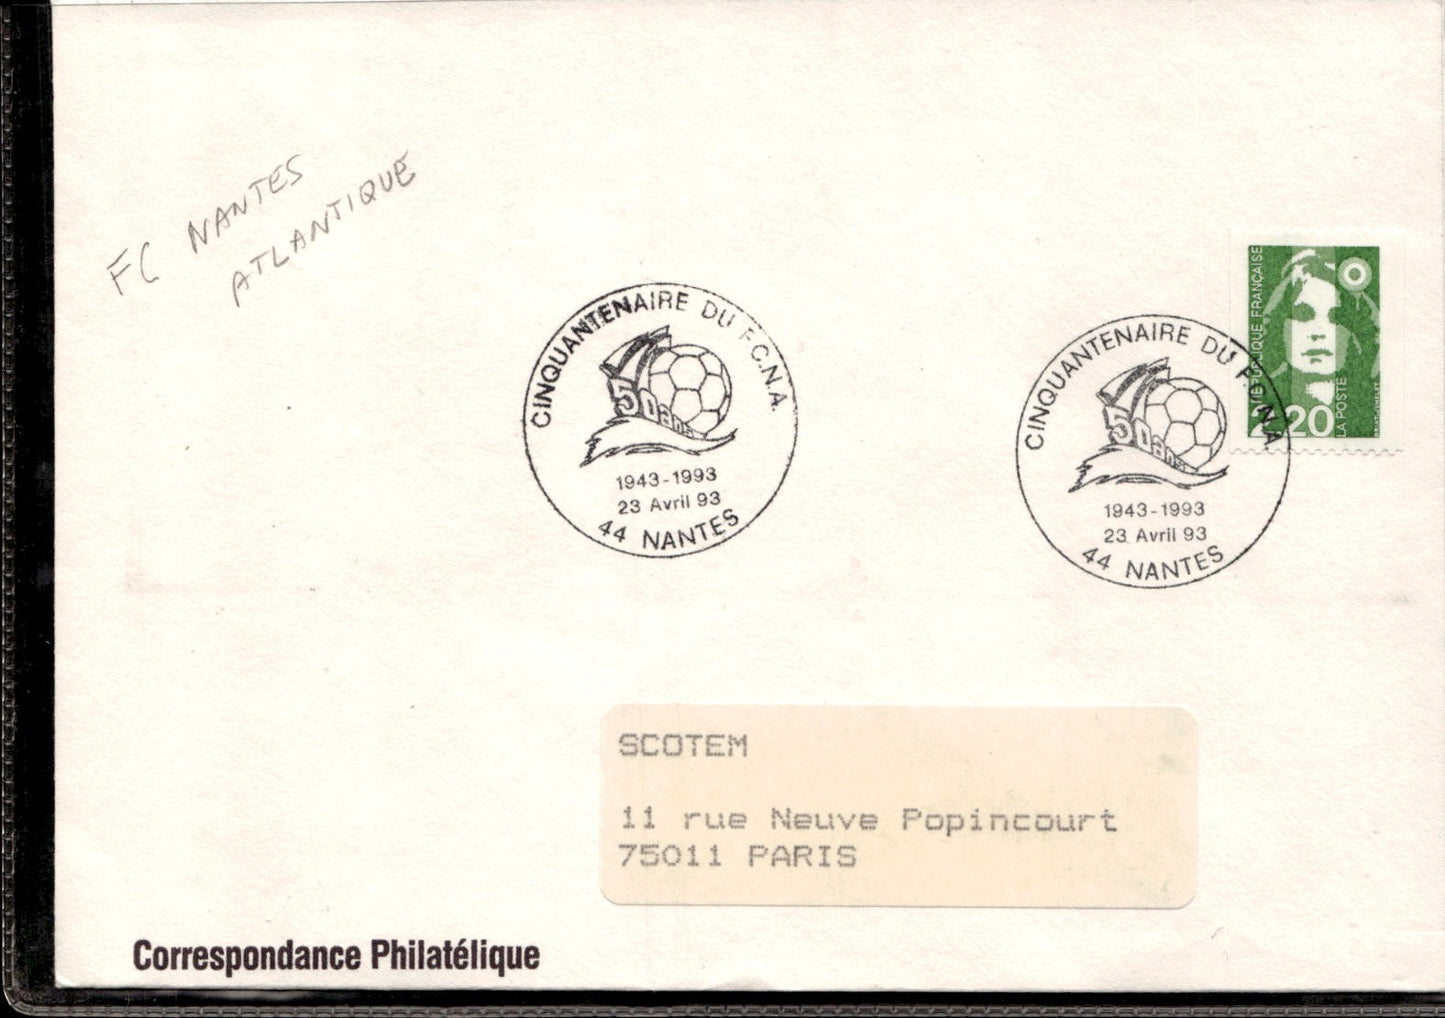 FC NANTES
ATLANTIQUE
CINQUANTENAIRE DU F.C.N.A.
50 ans
1943-1993
23 Avril 93
44 NANTES
CINQUANTENAIRE DU F.C.N.A
50 ans
1943-1993
23 Avril 93
44 NANTES
REPUBLIQUE FRANÇAISE
2.20
LA POSTE
SCOTEM
11 rue Neuve Popincourt
75011 PARIS
Correspondance Philatélique